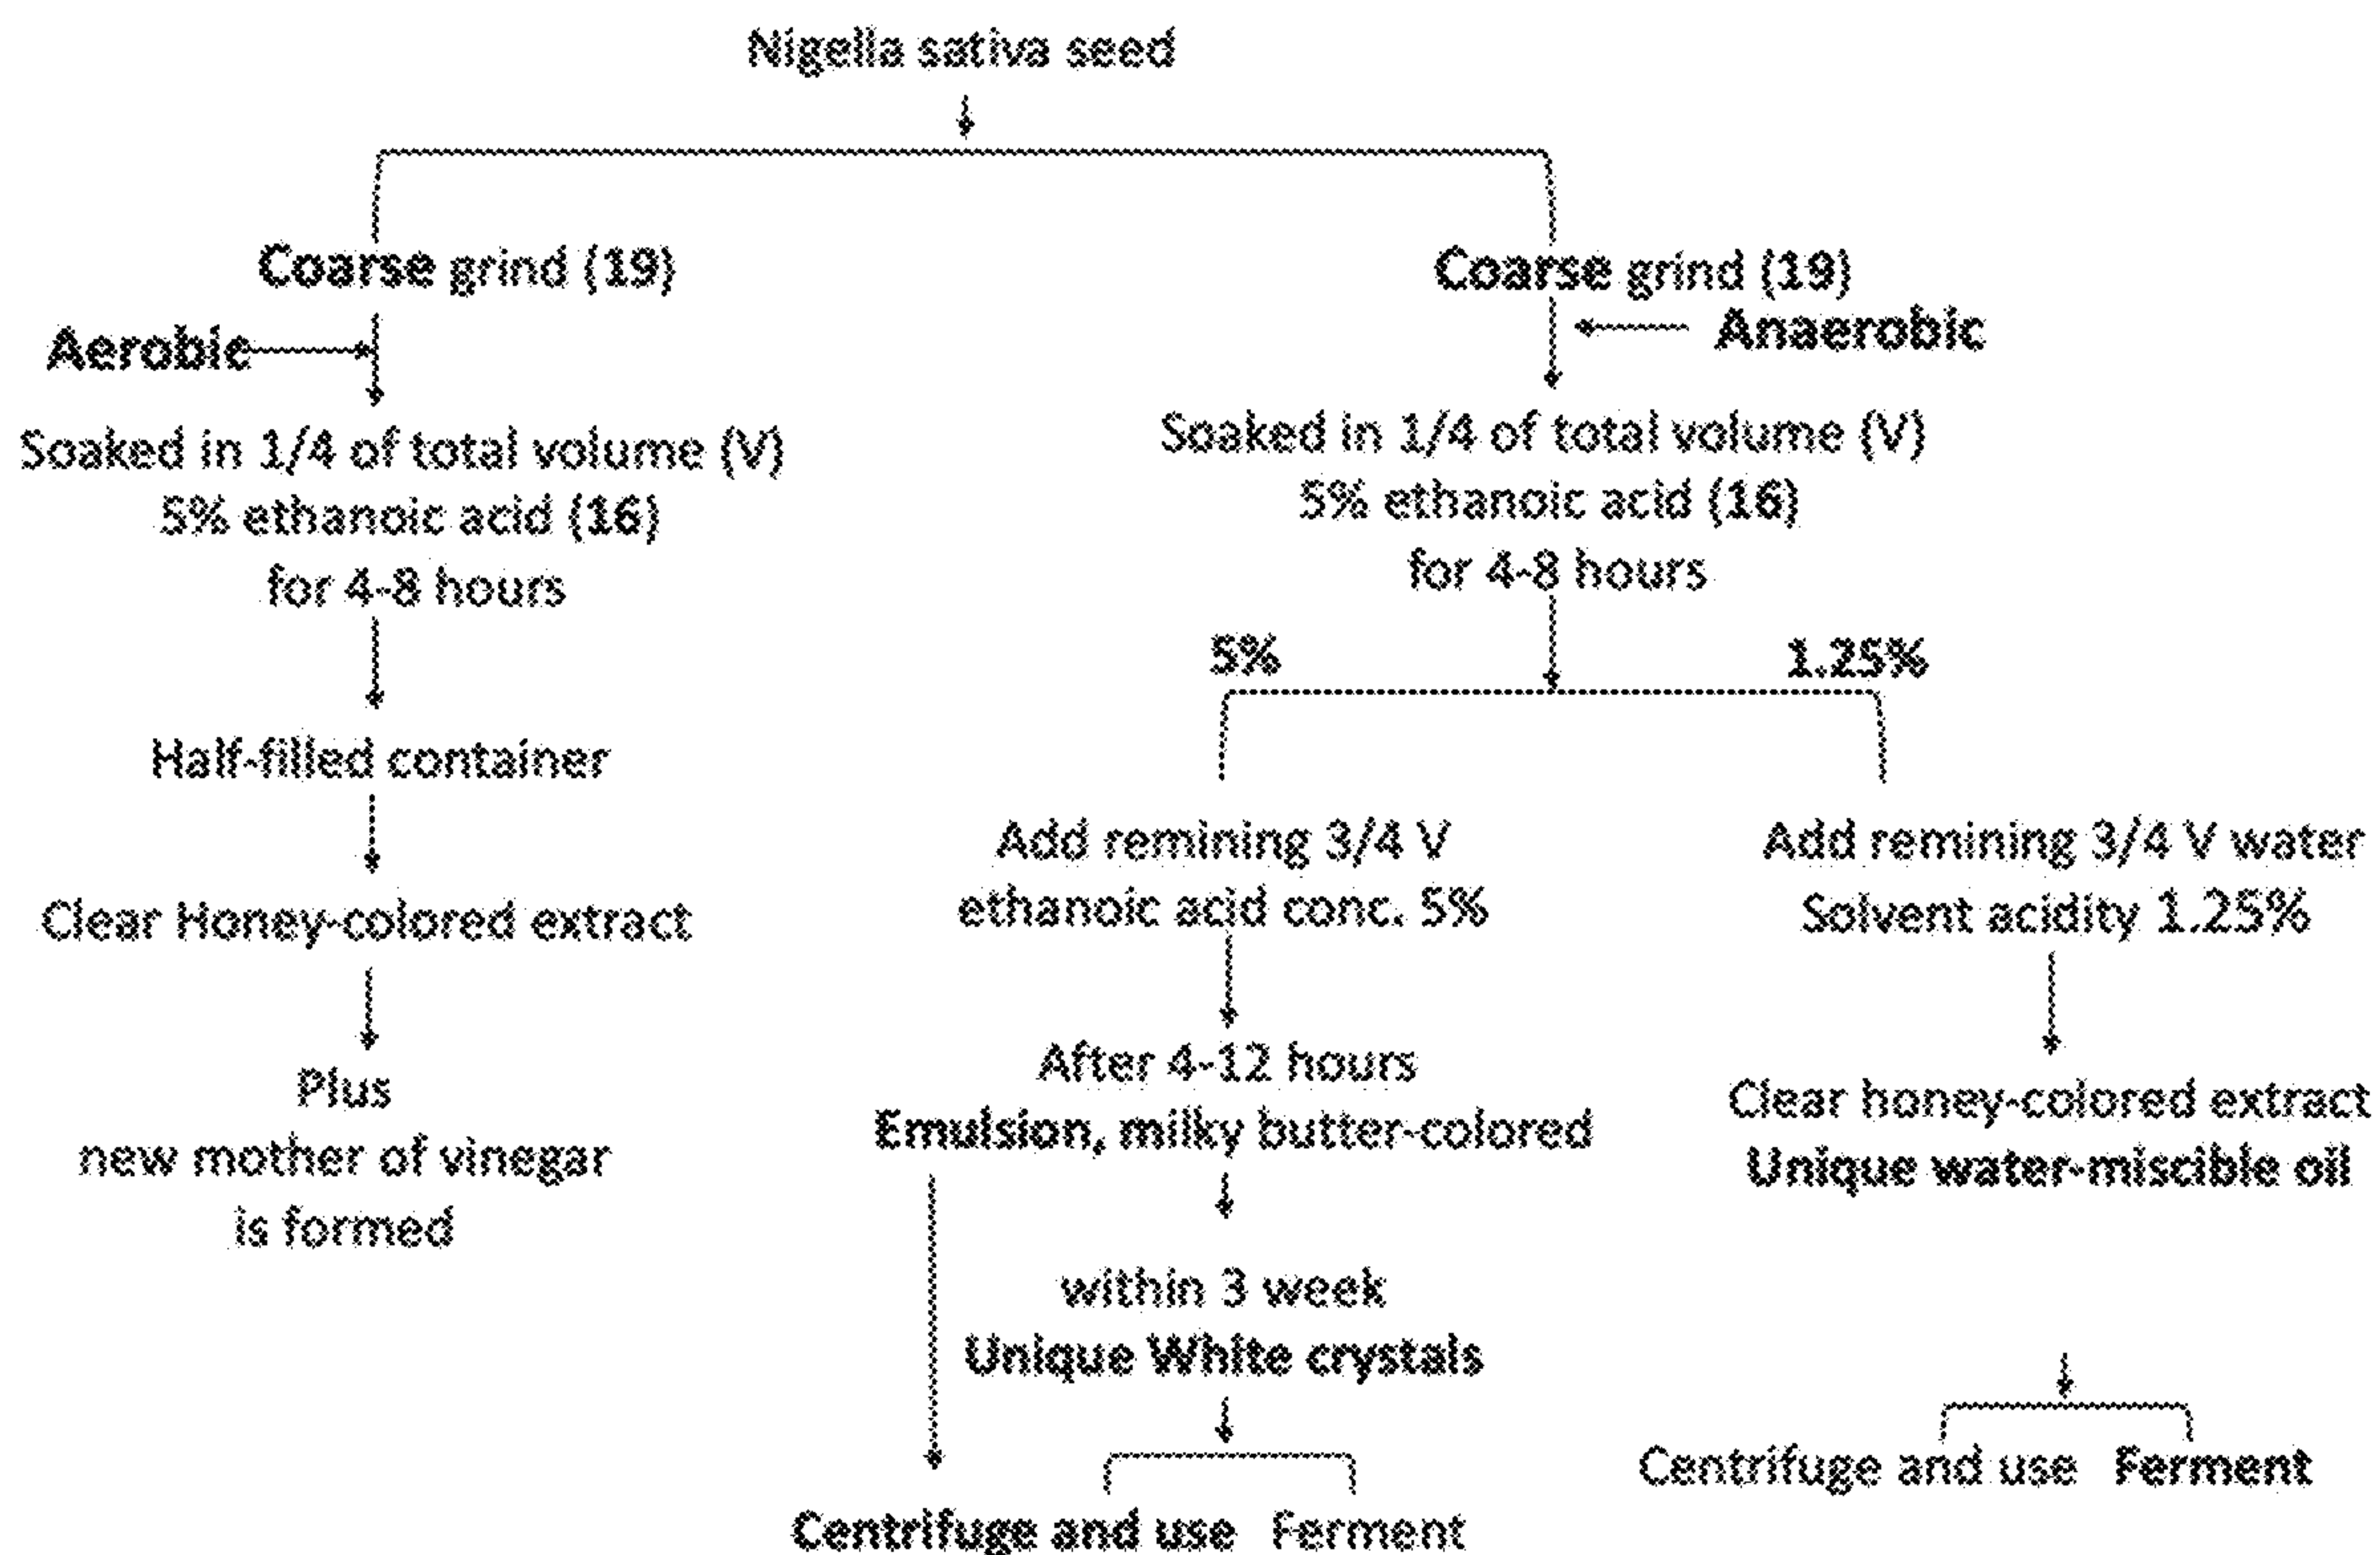 Nigella sativa seed
Coarse grind (19)
Aerobic
Soaked in 1/4 of total volume (V)
5% ethanoic acid (16)
for 4-8 hours
Half-filled container
Clear Honey-colored extract
Plus
new mother of vinegar
is formed
Coarse grind (19)
Anaerobic
Soaked in 1/4 of total volume (V)
5% ethanoic acid (16)
for 4-8 hours
5%
1.25%
Add remining 3/4 V
ethanoic acid conc. 5%
After 4-12 hours
Emulsion, milky butter-colored
within 3 week
Unique White crystals
Centrifuge and use Ferment
Add remining 3/4 V water
Solvent acidity 1.25%
Clear honey-colored extract
Unique water-miscible oil
Centrifuge and use Ferment